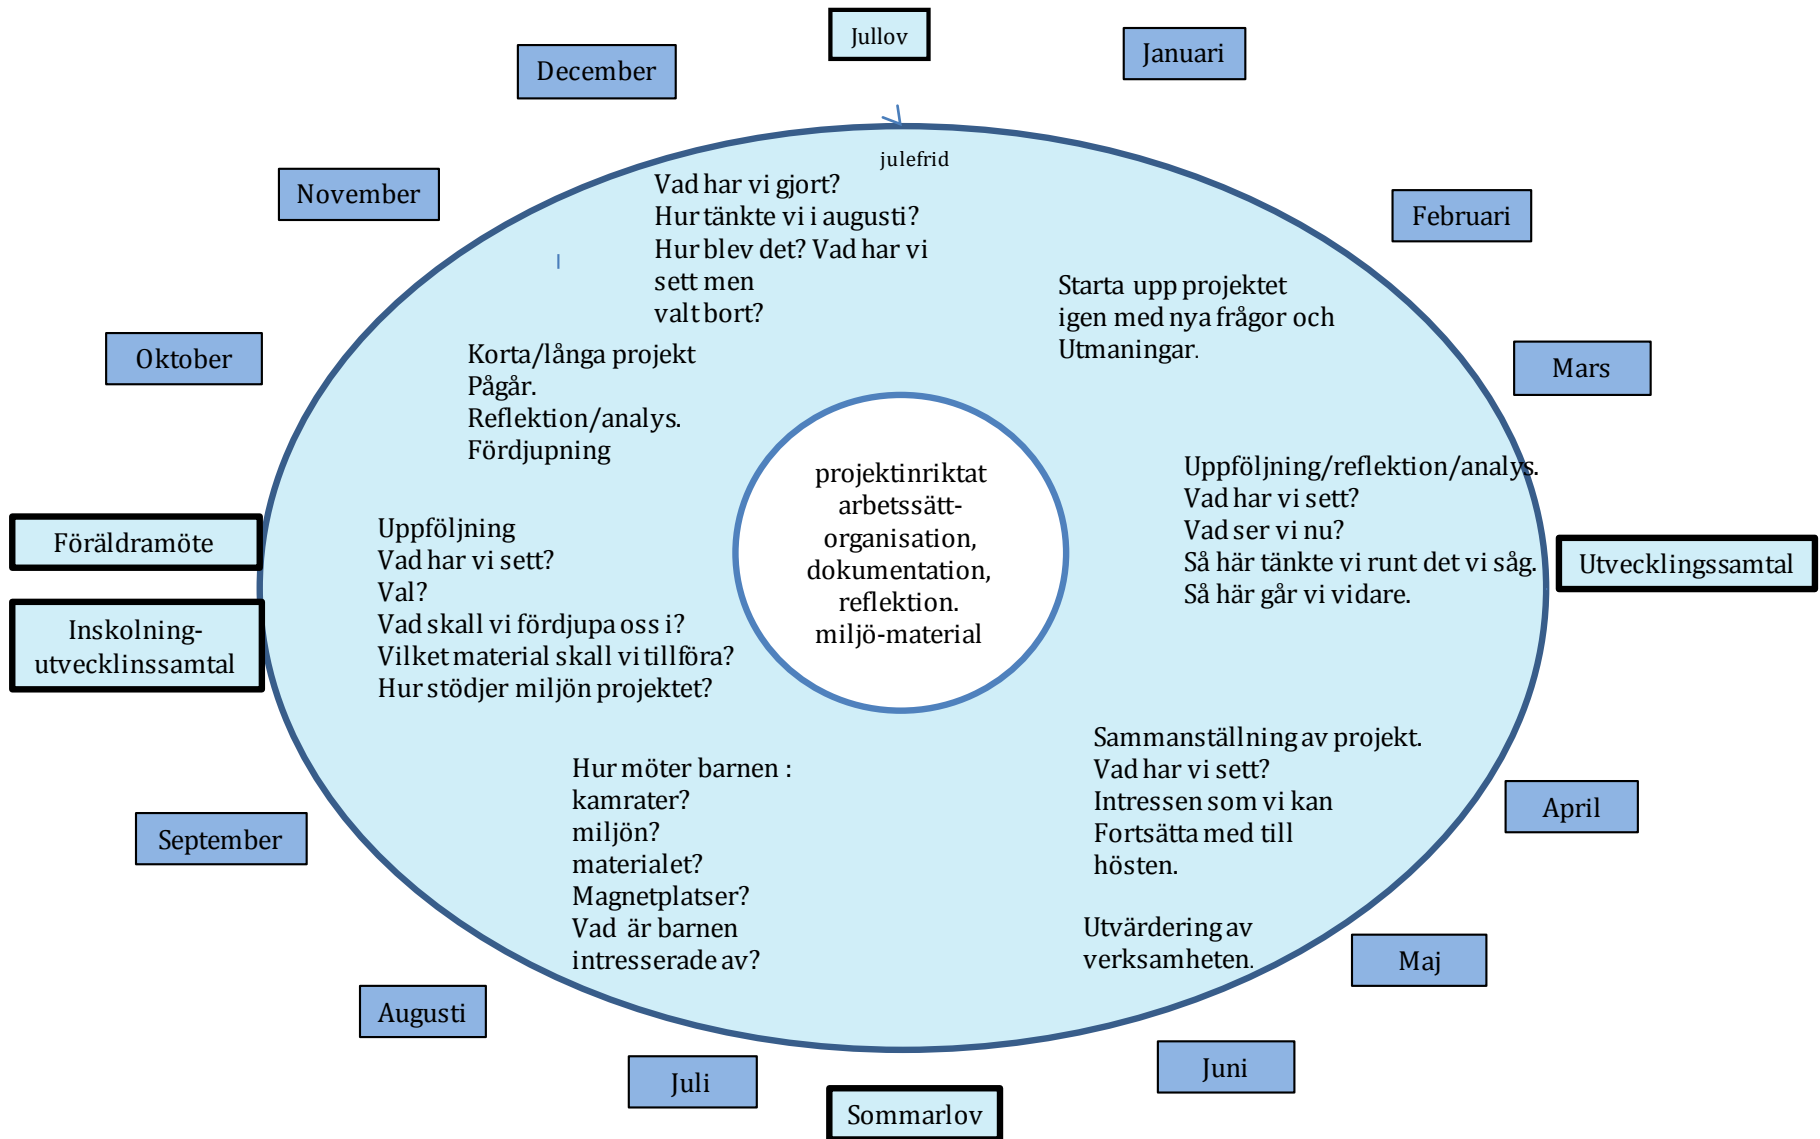 Jullov
Januari
December
julefrid
November
Februari
Vad har vi gjort?
Hur tänkte vi i augusti?
Hur blev det? Vad har vi
sett men
valt bort?
Starta upp projektet
igen med nya frågor och
Utmaningar.
Oktober
Mars
Korta/långa projekt
Pågår.
Reflektion/analys.
Fördjupning
projektinriktat
arbetssätt-
organisation,
dokumentation,
reflektion.
miljö-material
Uppföljning/reflektion/analys.
Vad har vi sett?
Vad ser vi nu?
Så här tänkte vi runt det vi såg.
Så här går vi vidare.
Föräldramöte
Utvecklingssamtal
Inskolning-
utvecklinssamtal
Uppföljning
Vad har vi sett?
Val?
Vad skall vi fördjupa oss i?
Vilket material skall vi tillföra?
Hur stödjer miljön projektet?
Sammanställning av projekt.
Vad har vi sett?
Intressen som vi kan
Fortsätta med till
hösten.
Hur möter barnen :
kamrater?
miljön?
materialet?
Magnetplatser?
Vad är barnen
intresserade av?
April
September
Utvärdering av
verksamheten.
Maj
Augusti
Juni
Juli
Sommarlov